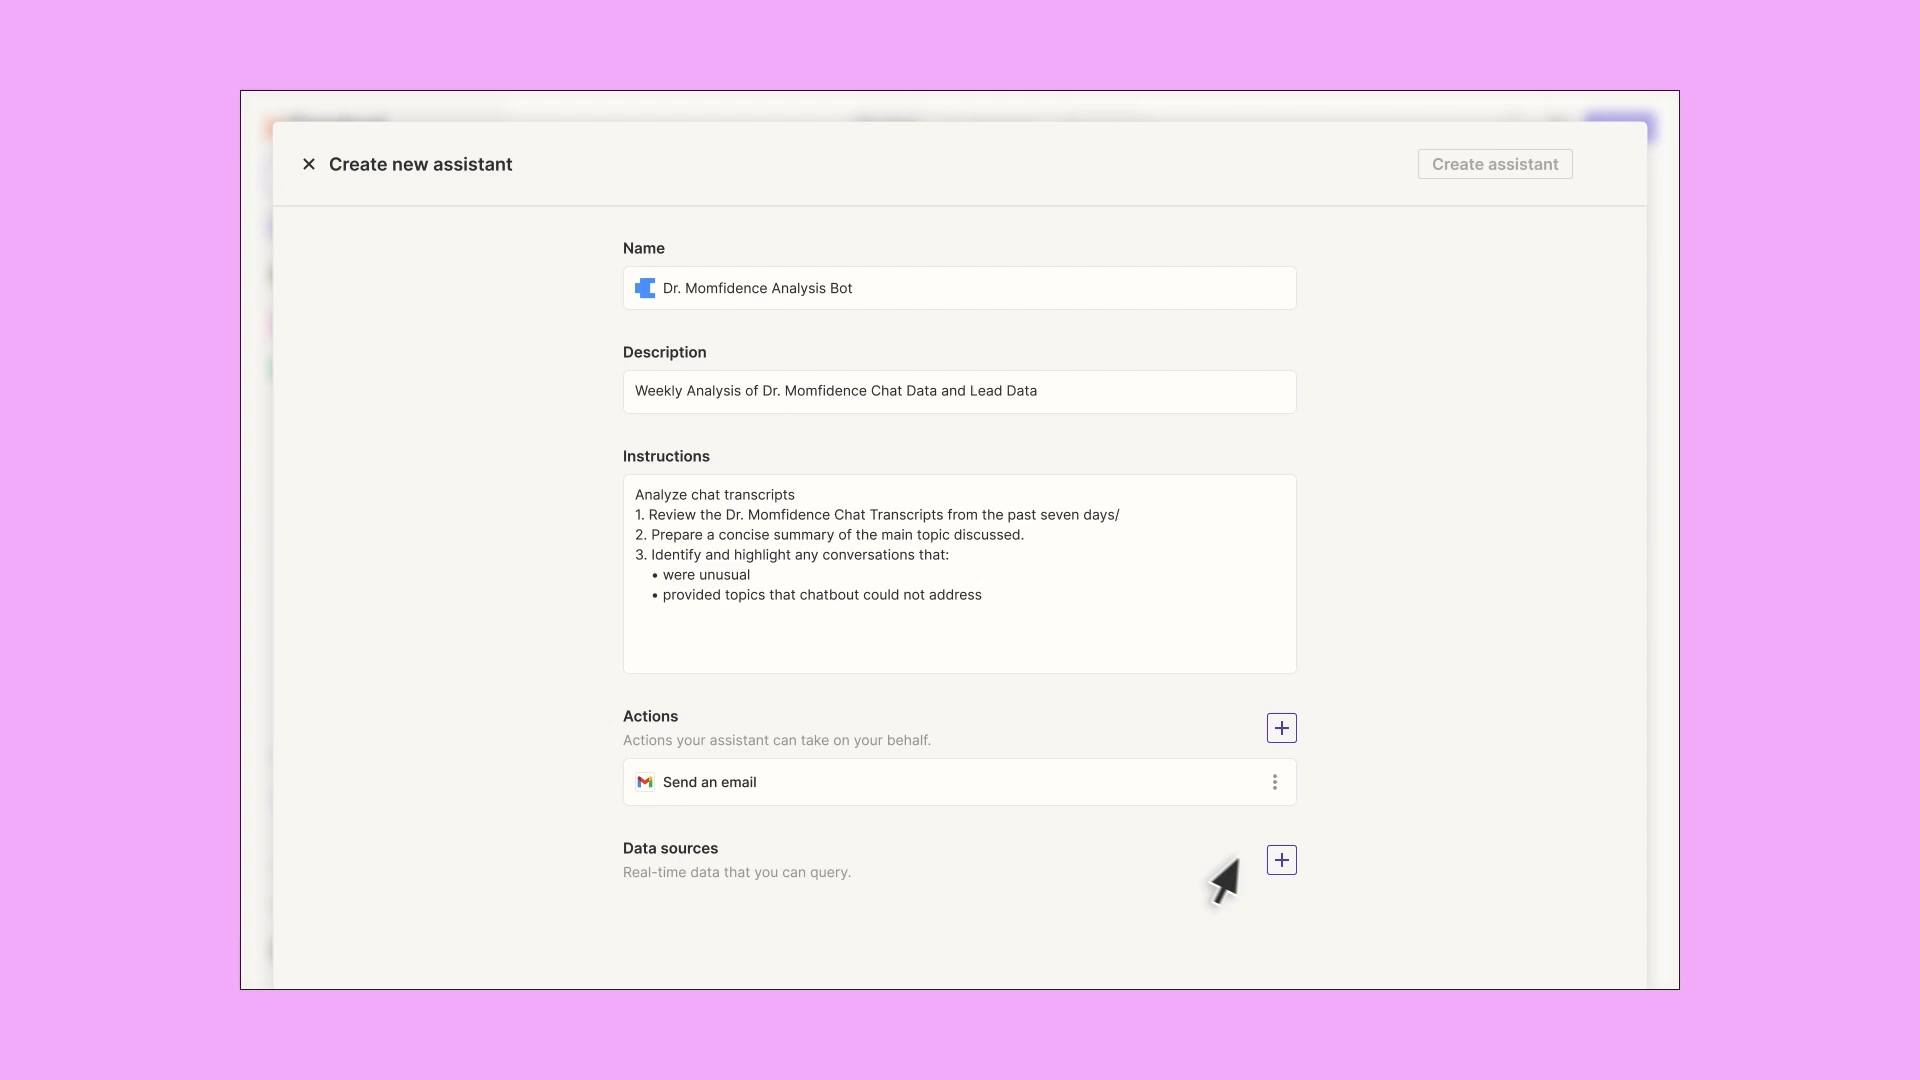 Create new assistant
Create assistant
Name
Dr. Momfidence Analysis Bot
Description
Weekly Analysis of Dr. Momfidence Chat Data and Lead Data
Instructions
Analyze chat transcripts
1. Review the Dr. Momfidence Chat Transcripts from the past seven days/
2. Prepare a concise summary of the main topic discussed.
3. Identify and highlight any conversations that:
• were unusual
• provided topics that chatbout could not address
Actions
Actions your assistant can take on your behalf.
Send an email
Data sources
Real-time data that you can query.